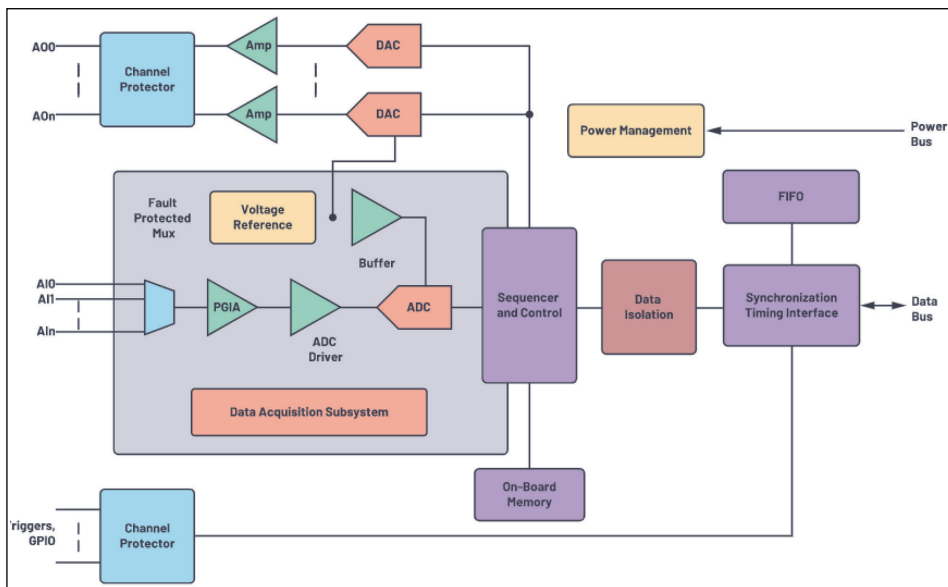 AO0
AOn
Channel
Protector
Amp
DAC
Amp
DAC
Power Management
Power
Bus
Fault
Protected
Mux
Voltage
Reference
Buffer
FIFO
AI0
AI1
AIn
PGIA
ADC
Driver
ADC
Sequencer
and Control
Data
Isolation
Synchronization
Timing Interface
Data
Bus
Data Acquisition Subsystem
On-Board
Memory
riggers,
GPIO
Channel
Protector